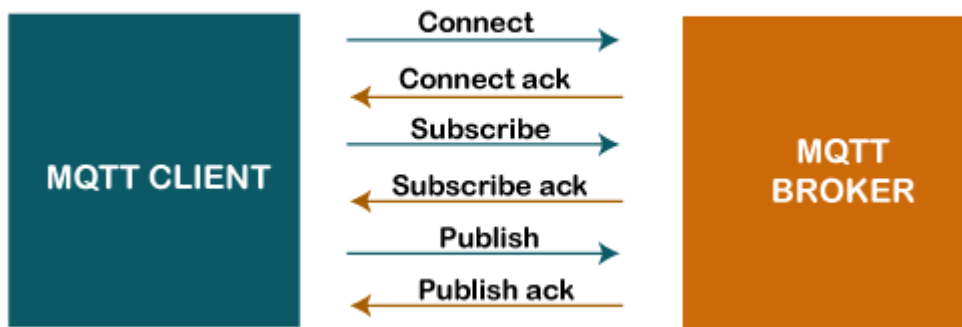 MQTT CLIENT
Connect
Connect ack
Subscribe
Subscribe ack
Publish
Publish ack
MQTT
BROKER